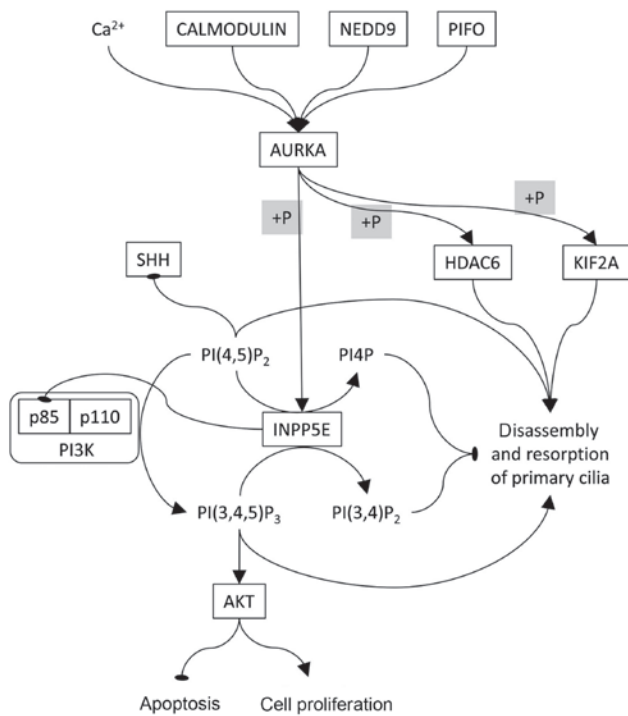 Ca²⁺ CALMODULIN NEDD9 PIFO
AURKA
+P +P +P
SHH HDAC6 KIF2A
PI(4,5)P₂ PI4P
p85 p110 INPP5E
PI3K
Disassembly
and resorption
of primary cilia
PI(3,4,5)P₃ PI(3,4)P₂
AKT
Apoptosis Cell proliferation